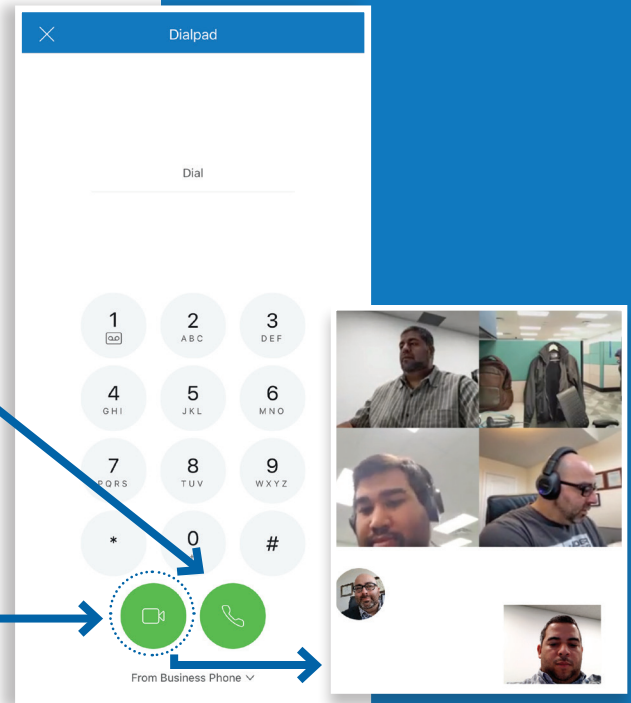 Dialpad
Dial
1 2 3
ABC DEF
4 5 6
GHI JKL MNO
7 8 9
PQRS TUV WXYZ
* 0 #
From Business Phone